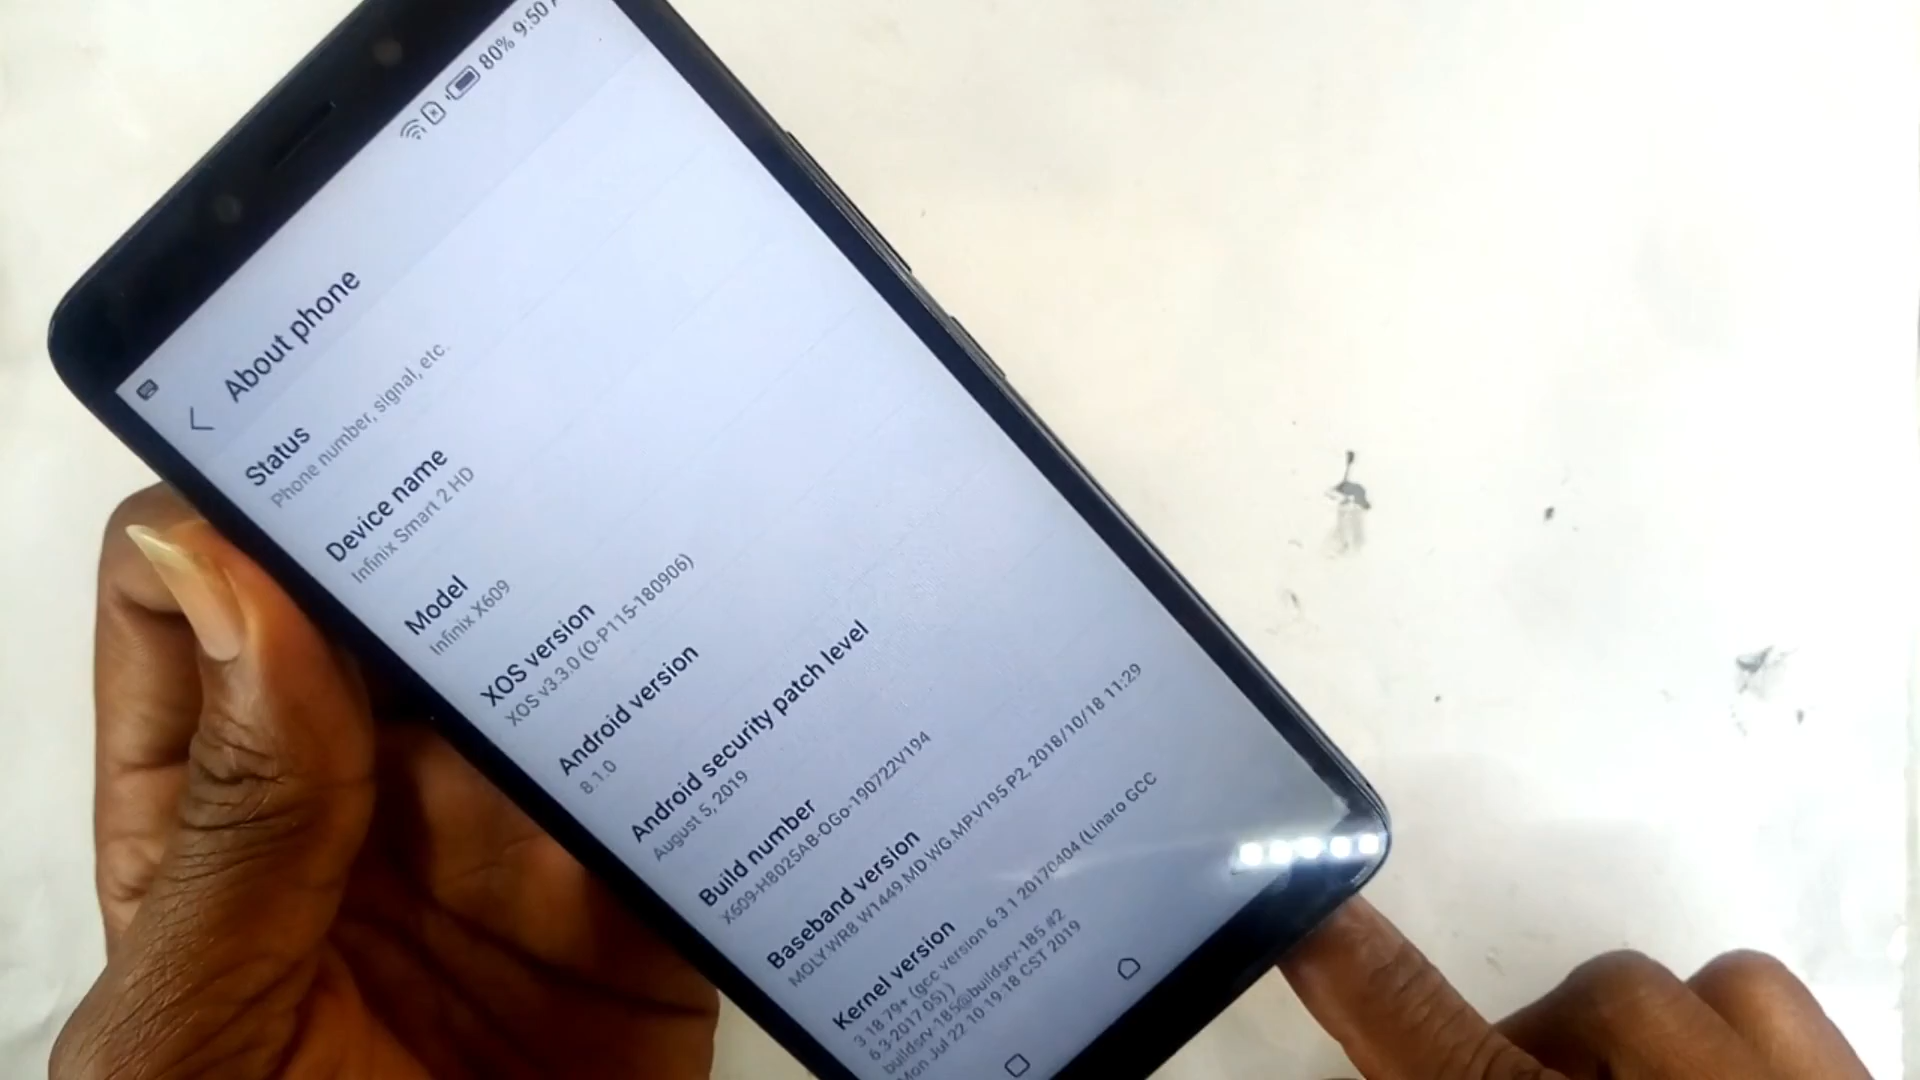 80% 9:50
About phone
Status
Phone number, signal, etc.
Device name
Infinix Smart 2 HD
Model
Infinix X609
XOS version
XOS v3.3.0 (O-P115-180906)
Android version
8.1.0
Android security patch level
August 5, 2019
Build number
X609-H8025AB-OGo-190722V194
Baseband version
MOLY.WR8.W1449.MD.WG.MP.V195.P2, 2018/10/18 11:29
Kernel version
3.18.79+ (gcc version 6.3.1 20170404 (Linaro GCC
6.3-2017.05) )
buildsrv-185@buildsrv-185 #2
Mon Jul 22 10:19:18 CST 2019